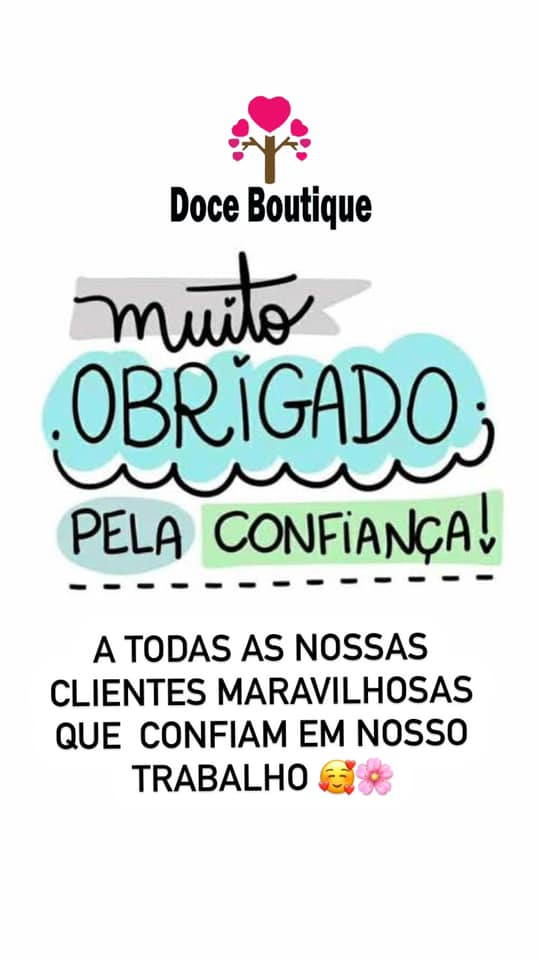 Doce Boutique
muito
OBRIGADO
PELA CONFIANÇA!
A TODAS AS NOSSAS
CLIENTES MARAVILHOSAS
QUE CONFIAM EM NOSSO
TRABALHO 🥰🌸